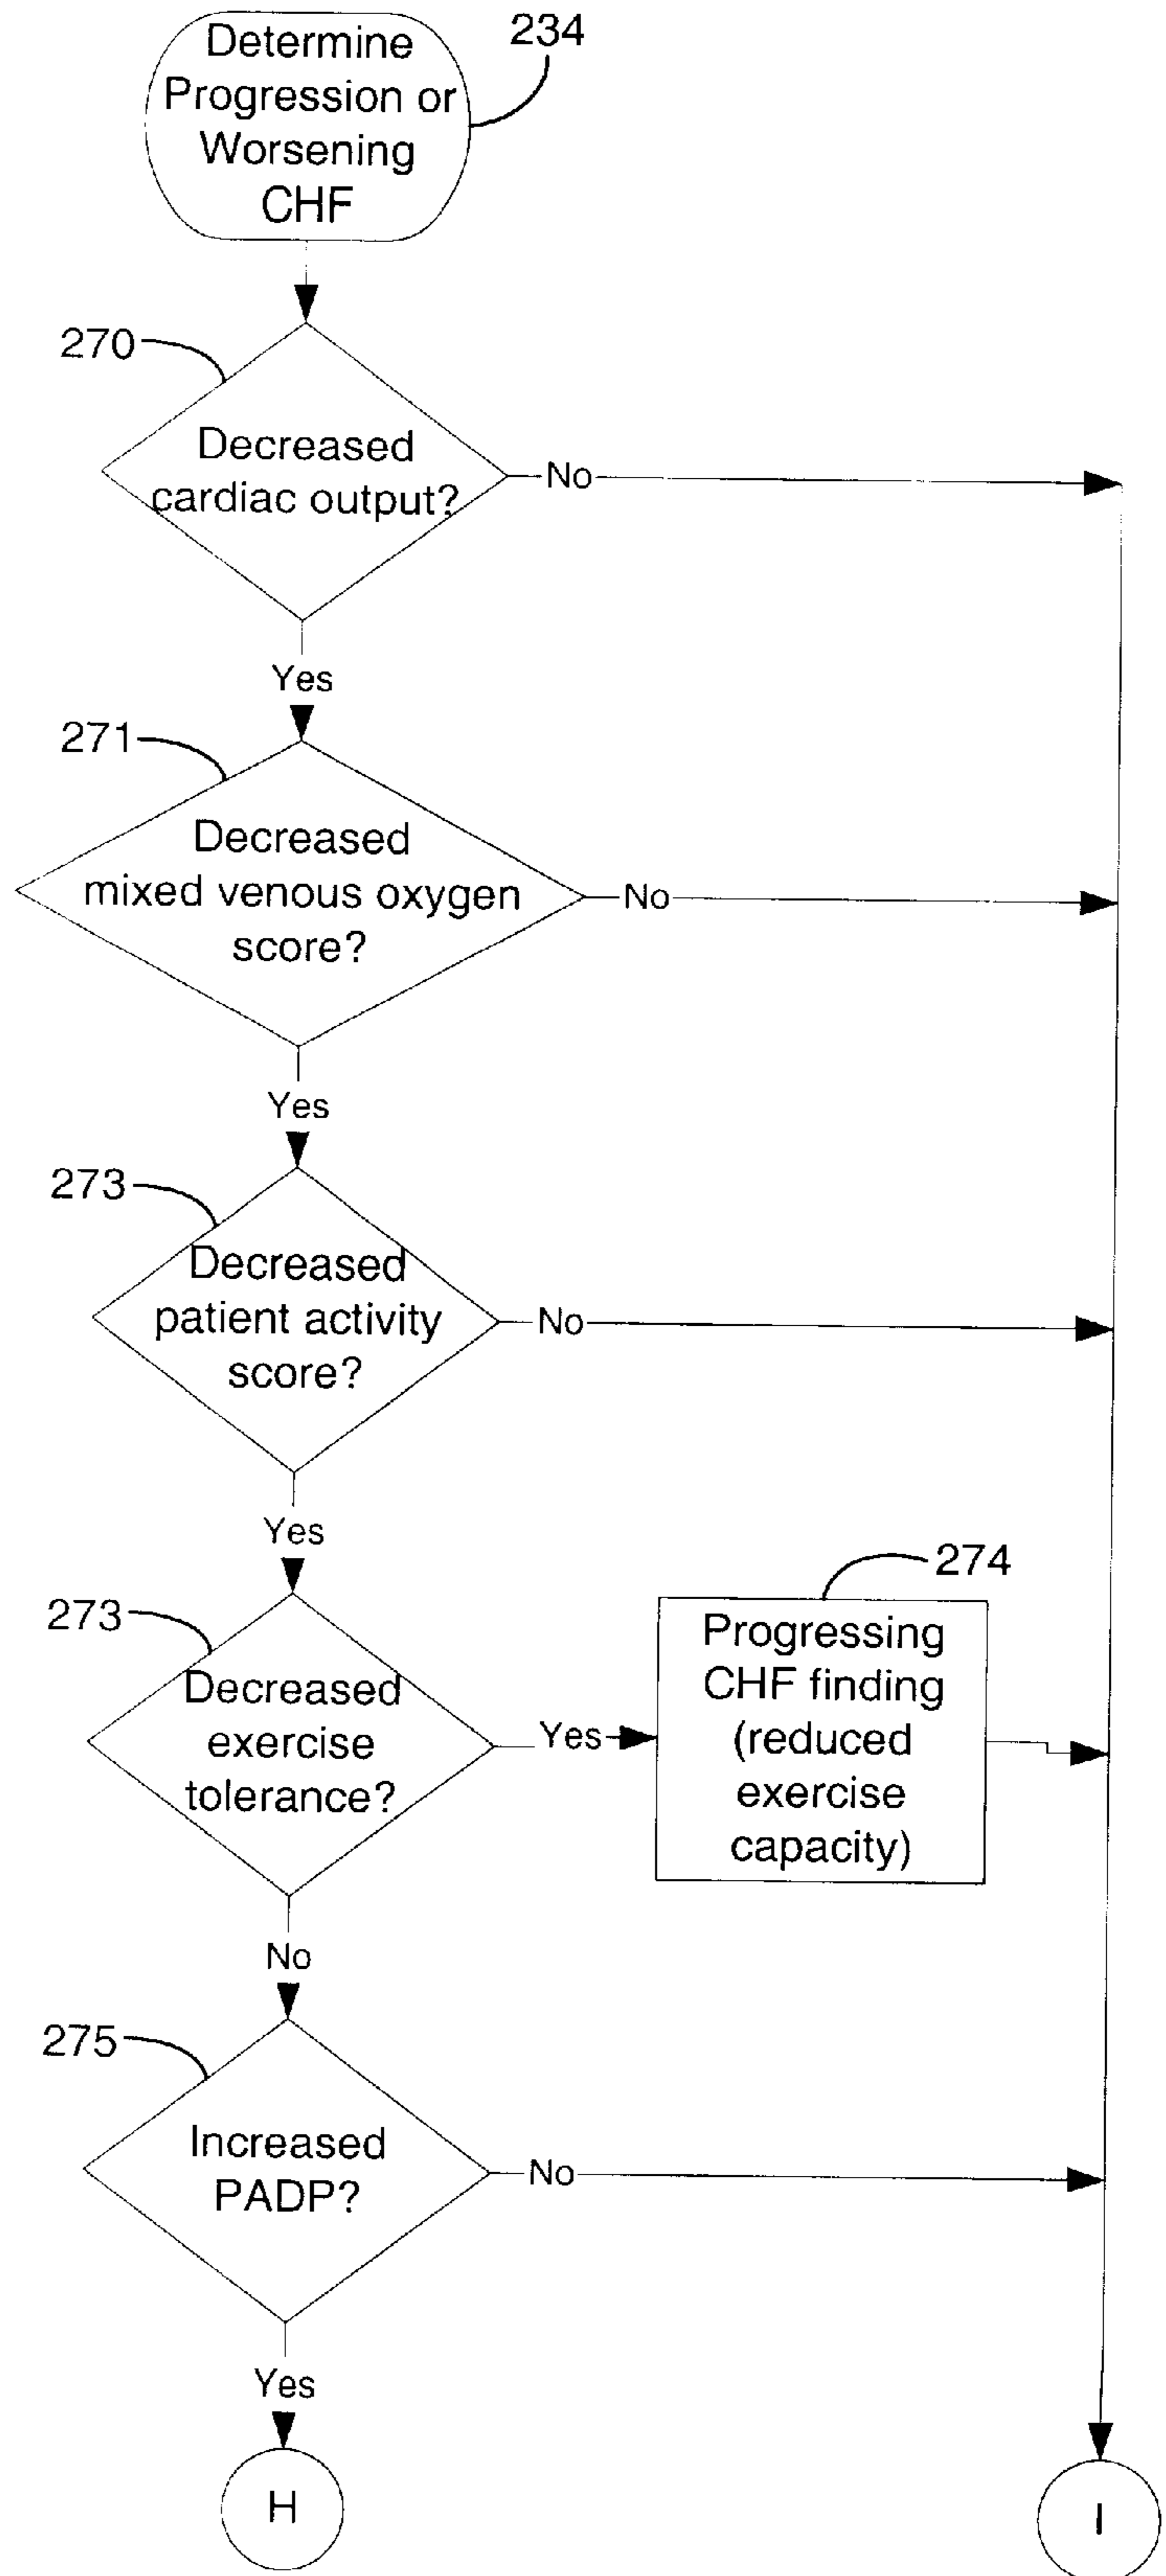 Determine
Progression or
Worsening
CHF
234
270
Decreased
cardiac output?
No
Yes
271
Decreased
mixed venous oxygen
score?
No
Yes
273
Decreased
patient activity
score?
No
Yes
273
Decreased
exercise
tolerance?
Yes
274
Progressing
CHF finding
(reduced
exercise
capacity)
No
275
Increased
PADP?
No
Yes
H
I